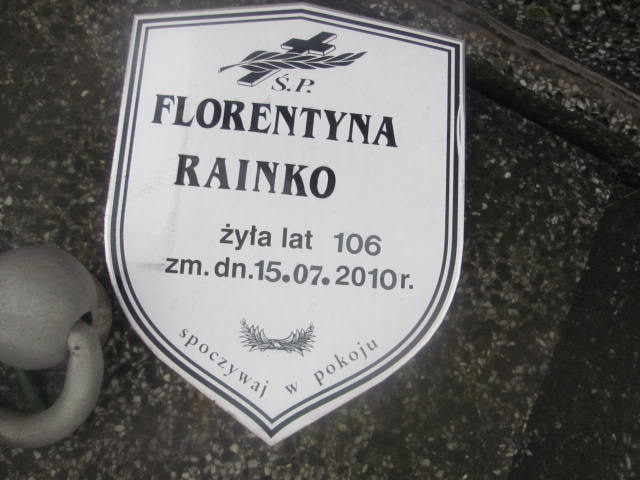 Ś.P.
FLORENTYNA
RAINKO
żyła lat 106
zm. dn. 15.07.2010 r.
spoczywaj w pokoju